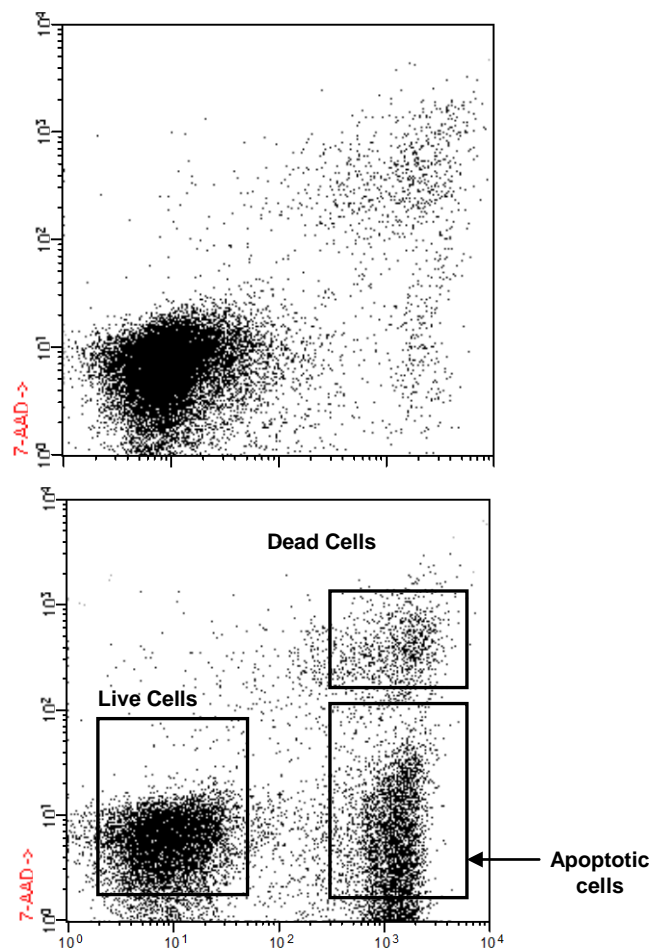 10⁴
10³
10²
10¹
10⁰
7-AAD ->
10⁴
Dead Cells
10³
Live Cells
10²
10¹
Apoptotic
cells
10⁰
7-AAD ->
10⁰ 10¹ 10² 10³ 10⁴